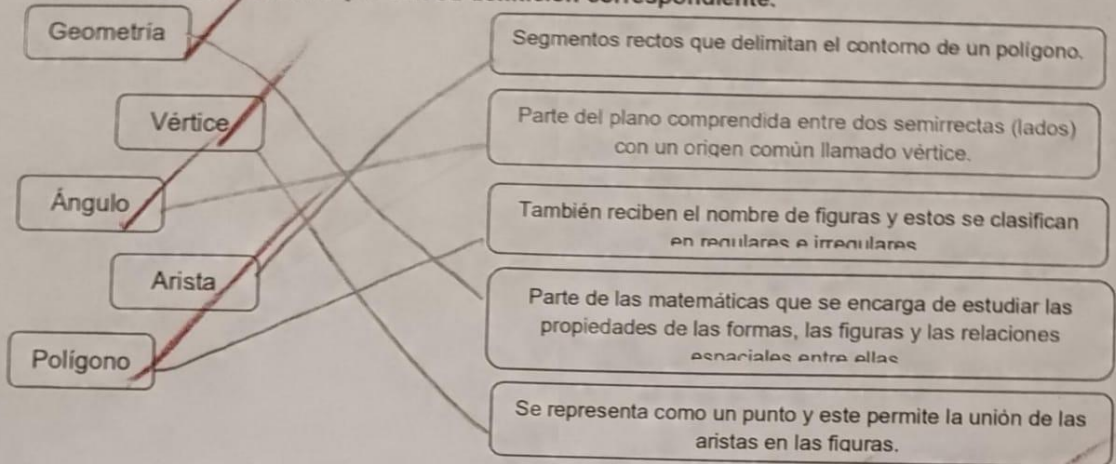 definición correspondiente.
Geometría
Vértice
Ángulo
Arista
Polígono
Segmentos rectos que delimitan el contorno de un polígono.
Parte del plano comprendida entre dos semirrectas (lados)
con un origen común llamado vértice.
También reciben el nombre de figuras y estos se clasifican
en regulares e irregulares
Parte de las matemáticas que se encarga de estudiar las
propiedades de las formas, las figuras y las relaciones
espaciales entre ellas
Se representa como un punto y este permite la unión de las
aristas en las figuras.